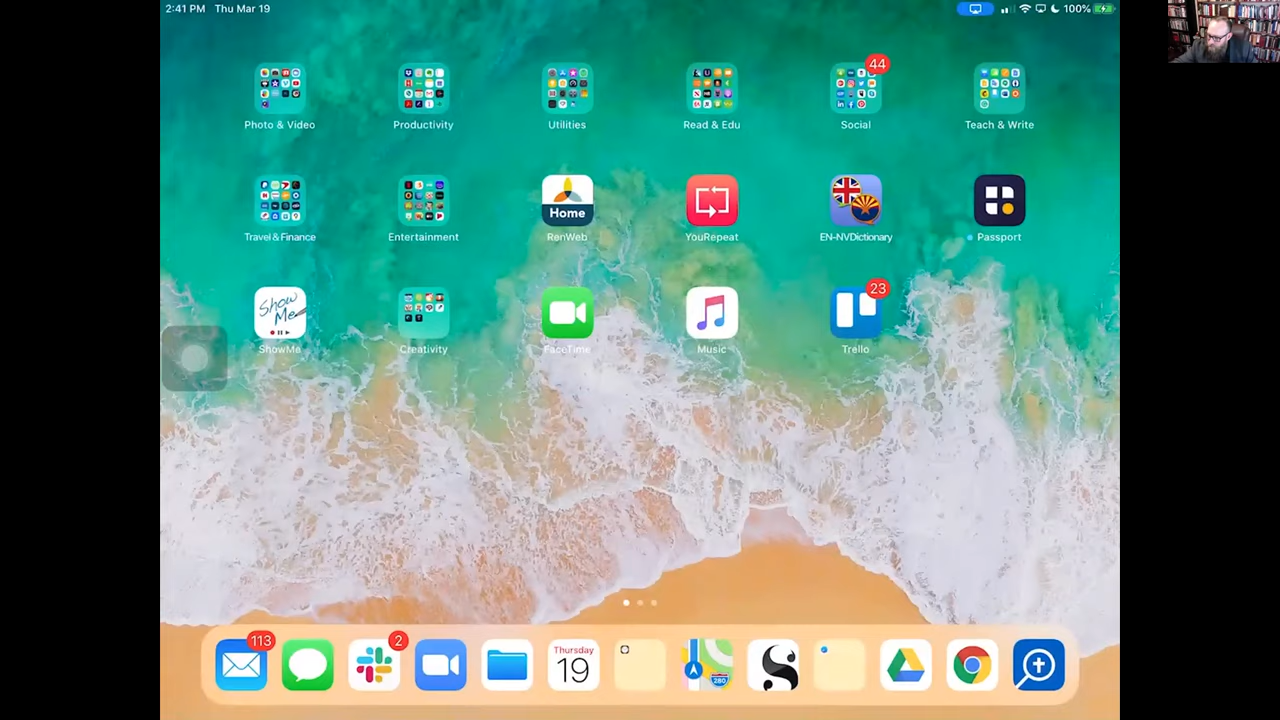 2:41 PM Thu Mar 19 100%
44
Photo & Video Productivity Utilities Read & Edu Social Teach & Write
Home
Travel & Finance Entertainment RenWeb YouRepeat EN-NVDictionary Passport
23
Show
Me
ShowMe Creativity FaceTime Music Trello
113 2
Thursday
19
280